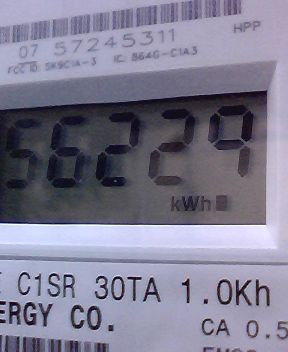 07 57245311 HPP
FCC ID: SK9C1A-3 IC: 864G-C1A3
56229
kWh
C1SR 30TA 1.0Kh
ERGY CO. CA 0.5